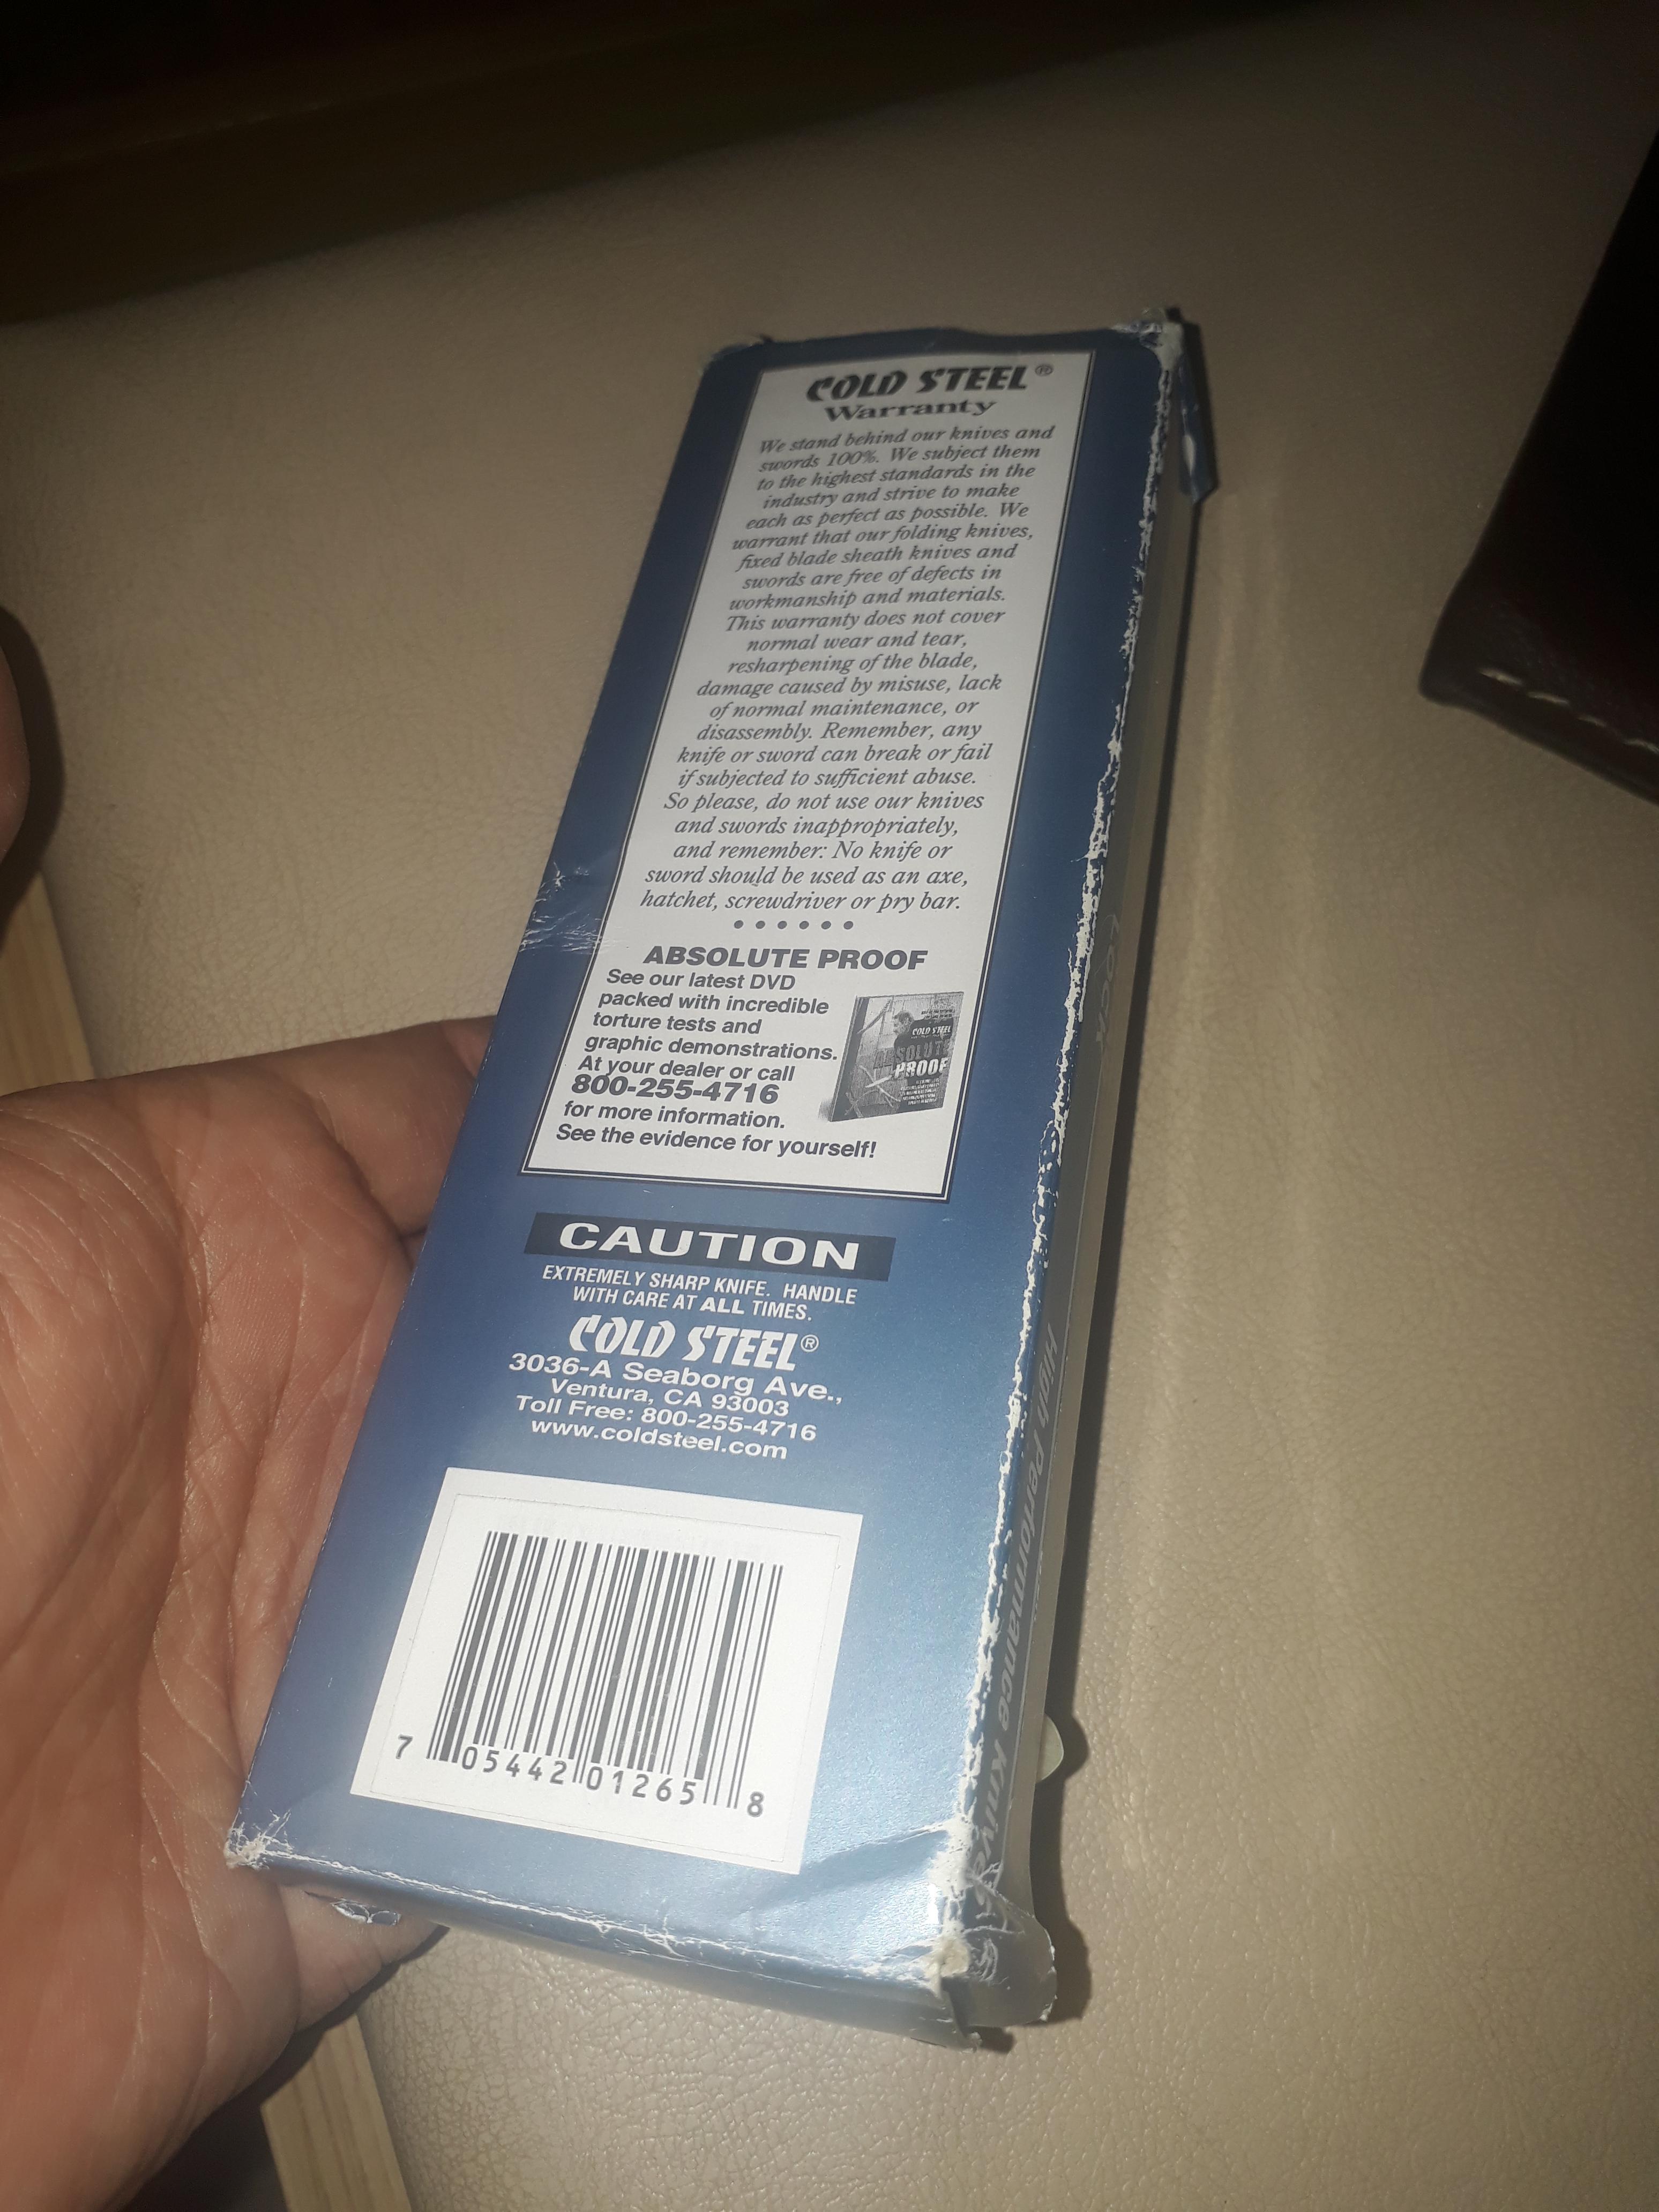 COLD STEEL®
Warranty
We stand behind our knives and
swords 100%. We subject them
to the highest standards in the
industry and strive to make
each as perfect as possible. We
warrant that our folding knives,
fixed blade sheath knives and
swords are free of defects in
workmanship and materials.
This warranty does not cover
normal wear and tear,
resharpening of the blade,
damage caused by misuse, lack
of normal maintenance, or
disassembly. Remember, any
knife or sword can break or fail
if subjected to sufficient abuse.
So please, do not use our knives
and swords inappropriately,
and remember: No knife or
sword should be used as an axe,
hatchet, screwdriver or pry bar.
ABSOLUTE PROOF
See our latest DVD
packed with incredible
torture tests and
graphic demonstrations.
At your dealer or call
800-255-4716
for more information.
See the evidence for yourself!
COLD STEEL
ABSOLUTE
PROOF
CAUTION
EXTREMELY SHARP KNIFE. HANDLE
WITH CARE AT ALL TIMES.
COLD STEEL®
3036-A Seaborg Ave.,
Ventura, CA 93003
Toll Free: 800-255-4716
www.coldsteel.com
7 05442 01265 8
LOCK
High Performance Knives